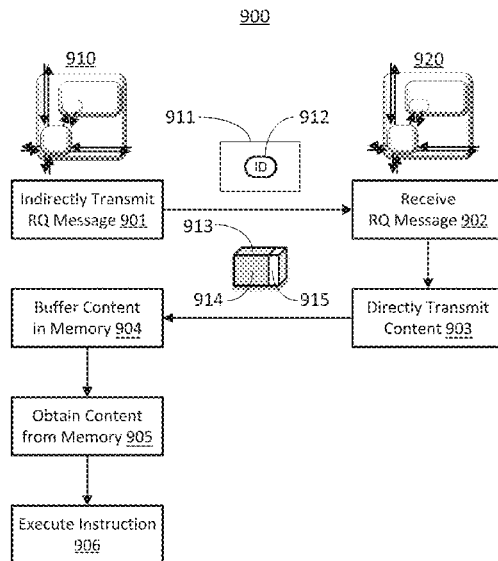 900
910
920
911
912
ID
Indirectly Transmit
RQ Message 901
Receive
RQ Message 902
913
914
915
Buffer Content
in Memory 904
Directly Transmit
Content 903
Obtain Content
from Memory 905
Execute Instruction
906